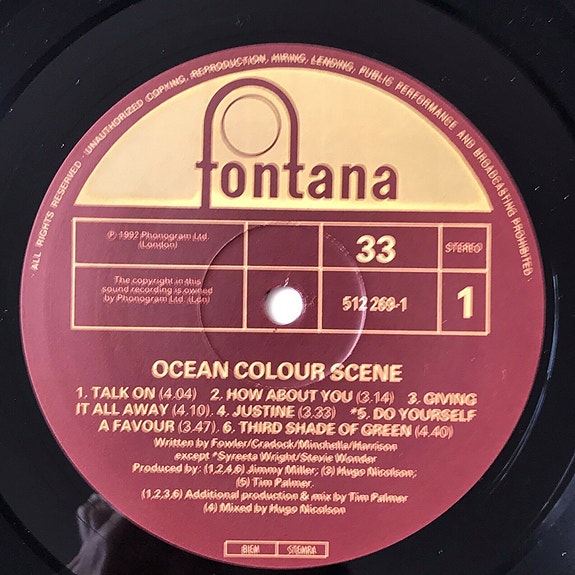 · ALL RIGHTS RESERVED · UNAUTHORIZED COPYING, REPRODUCTION, HIRING, LENDING, PUBLIC PERFORMANCE AND BROADCASTING PROHIBITED ·
fontana
℗ 1992 Phonogram Ltd.
(London)
33
STEREO
The copyright in this
sound recording is owned
by Phonogram Ltd. (Lon)
512 269-1
1
OCEAN COLOUR SCENE
1. TALK ON (4.04) 2. HOW ABOUT YOU (3.14) 3. GIVING
IT ALL AWAY (4.10). 4. JUSTINE (3.33) *5. DO YOURSELF
A FAVOUR (3.47). 6. THIRD SHADE OF GREEN (4.40)
Written by Fowler/Cradock/Minchella/Harrison
except *Syreeta Wright/Stevie Wonder
Produced by: (1,2,4,6) Jimmy Miller; (3) Hugo Nicolson;
(5) Tim Palmer.
(1,2,3,6) Additional production & mix by Tim Palmer
(4) Mixed by Hugo Nicolson
BIEM STEMRA